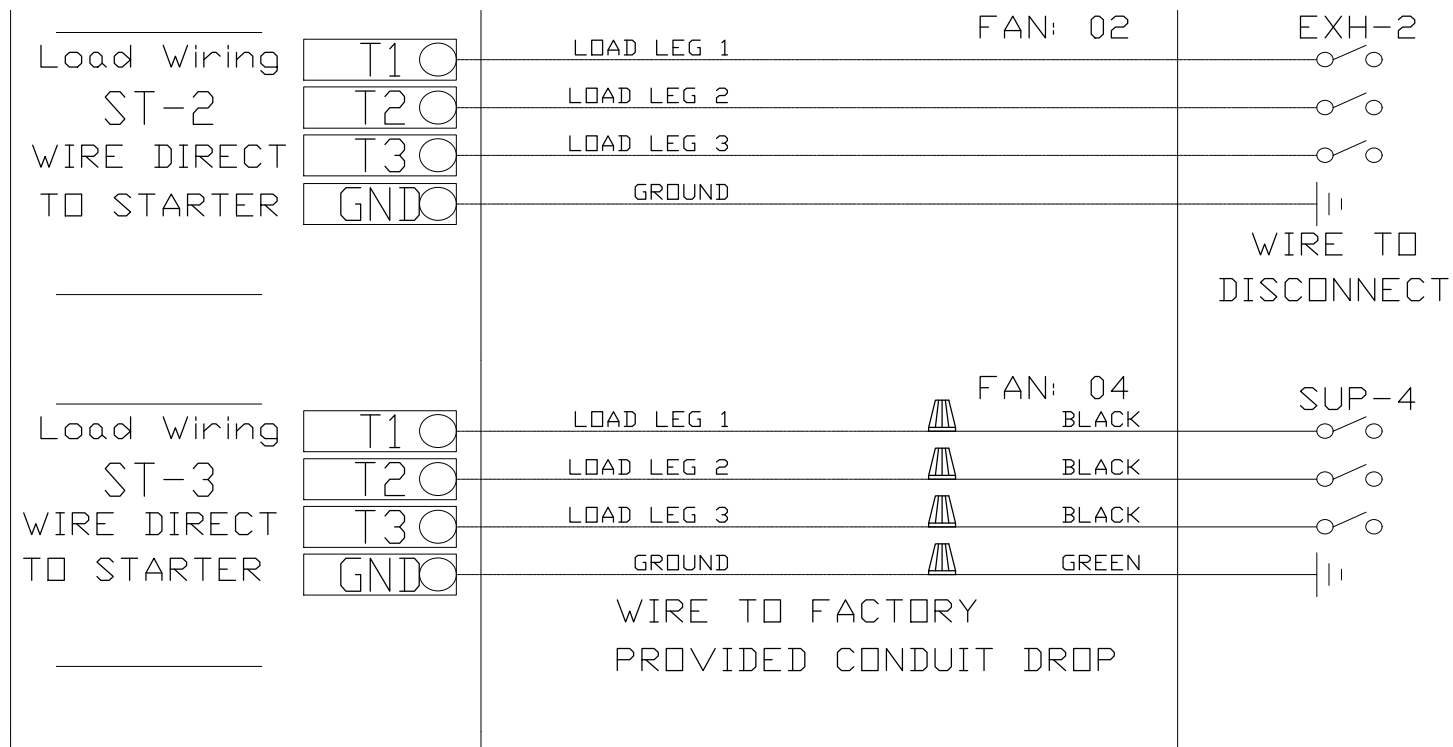 FAN: 02
EXH-2
Load Wiring
T1
LOAD LEG 1
ST-2
T2
LOAD LEG 2
WIRE DIRECT
T3
LOAD LEG 3
TO STARTER
GND
GROUND
WIRE TO
DISCONNECT
FAN: 04
SUP-4
Load Wiring
T1
LOAD LEG 1
BLACK
ST-3
T2
LOAD LEG 2
BLACK
WIRE DIRECT
T3
LOAD LEG 3
BLACK
TO STARTER
GND
GROUND
GREEN
WIRE TO FACTORY
PROVIDED CONDUIT DROP